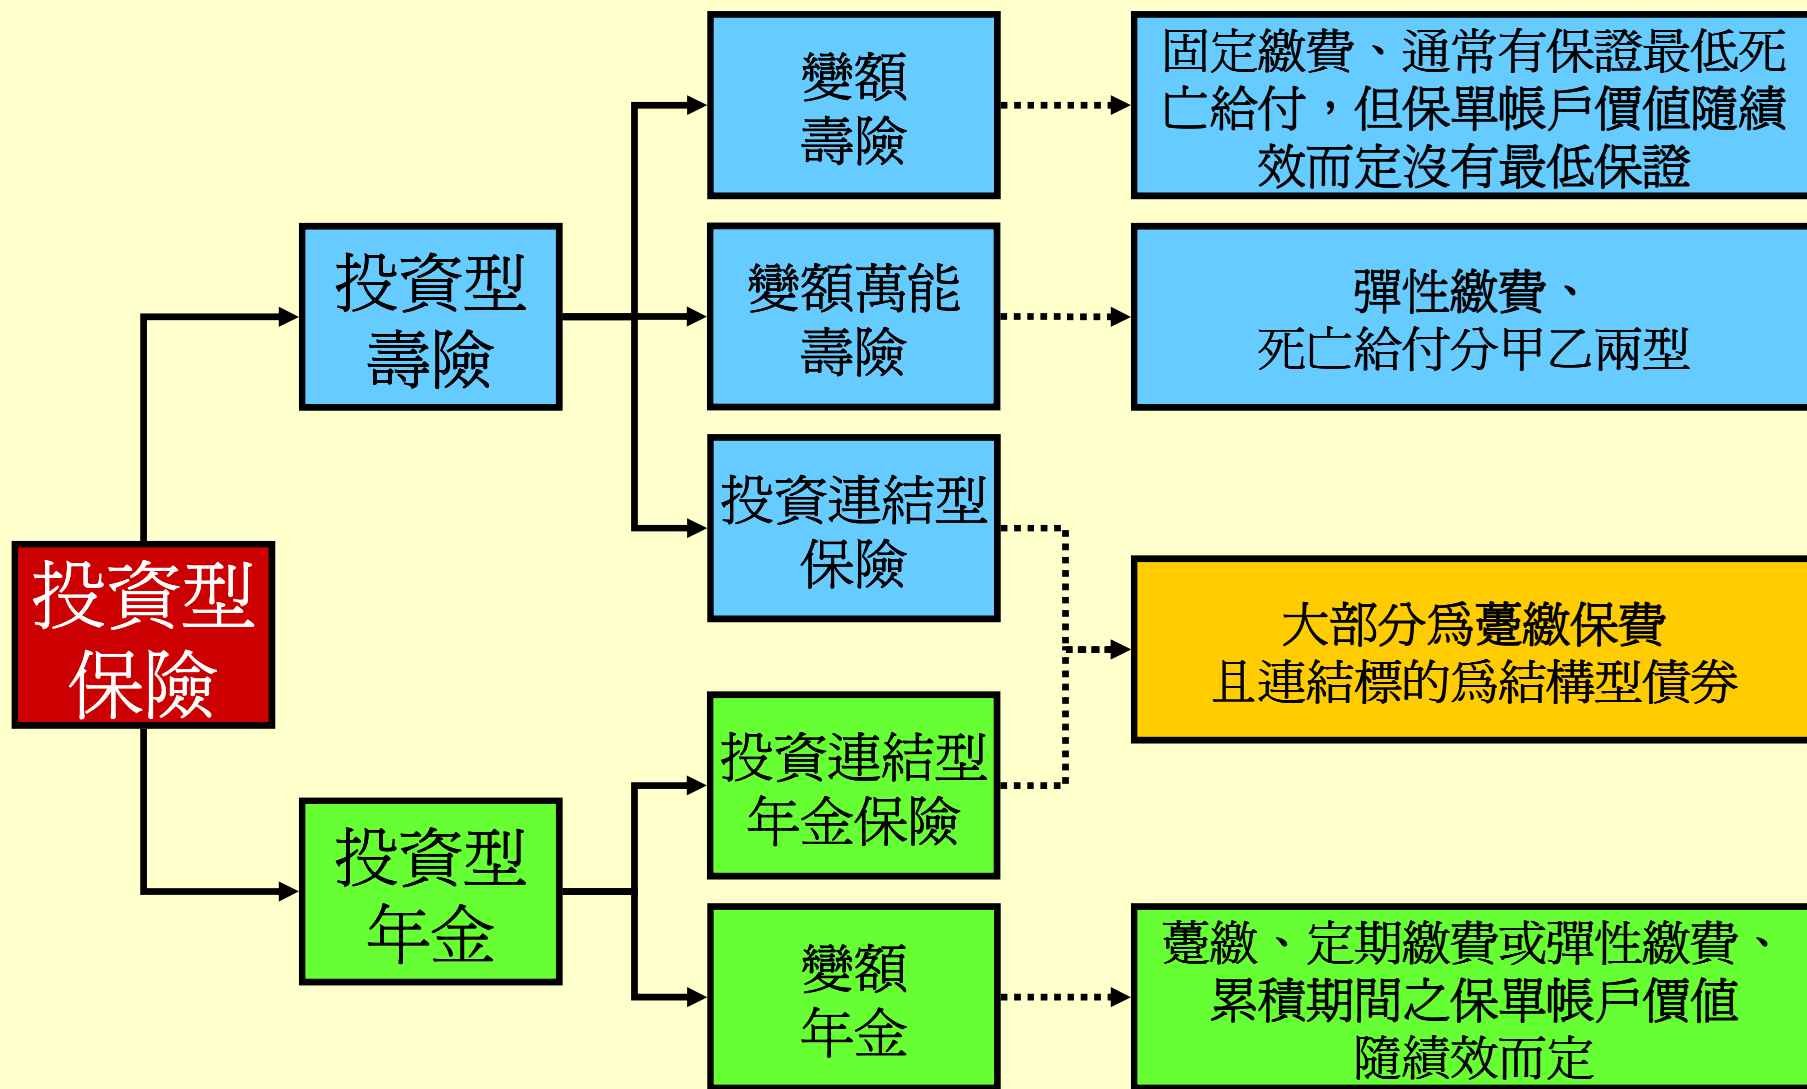 變額
壽險
固定繳費、通常有保證最低死
亡給付，但保單帳戶價值隨績
效而定沒有最低保證
投資型
壽險
變額萬能
壽險
彈性繳費、
死亡給付分甲乙兩型
投資連結型
保險
投資型
保險
大部分爲躉繳保費
且連結標的爲結構型債券
投資連結型
年金保險
投資型
年金
變額
年金
躉繳、定期繳費或彈性繳費、
累積期間之保單帳戶價值
隨績效而定